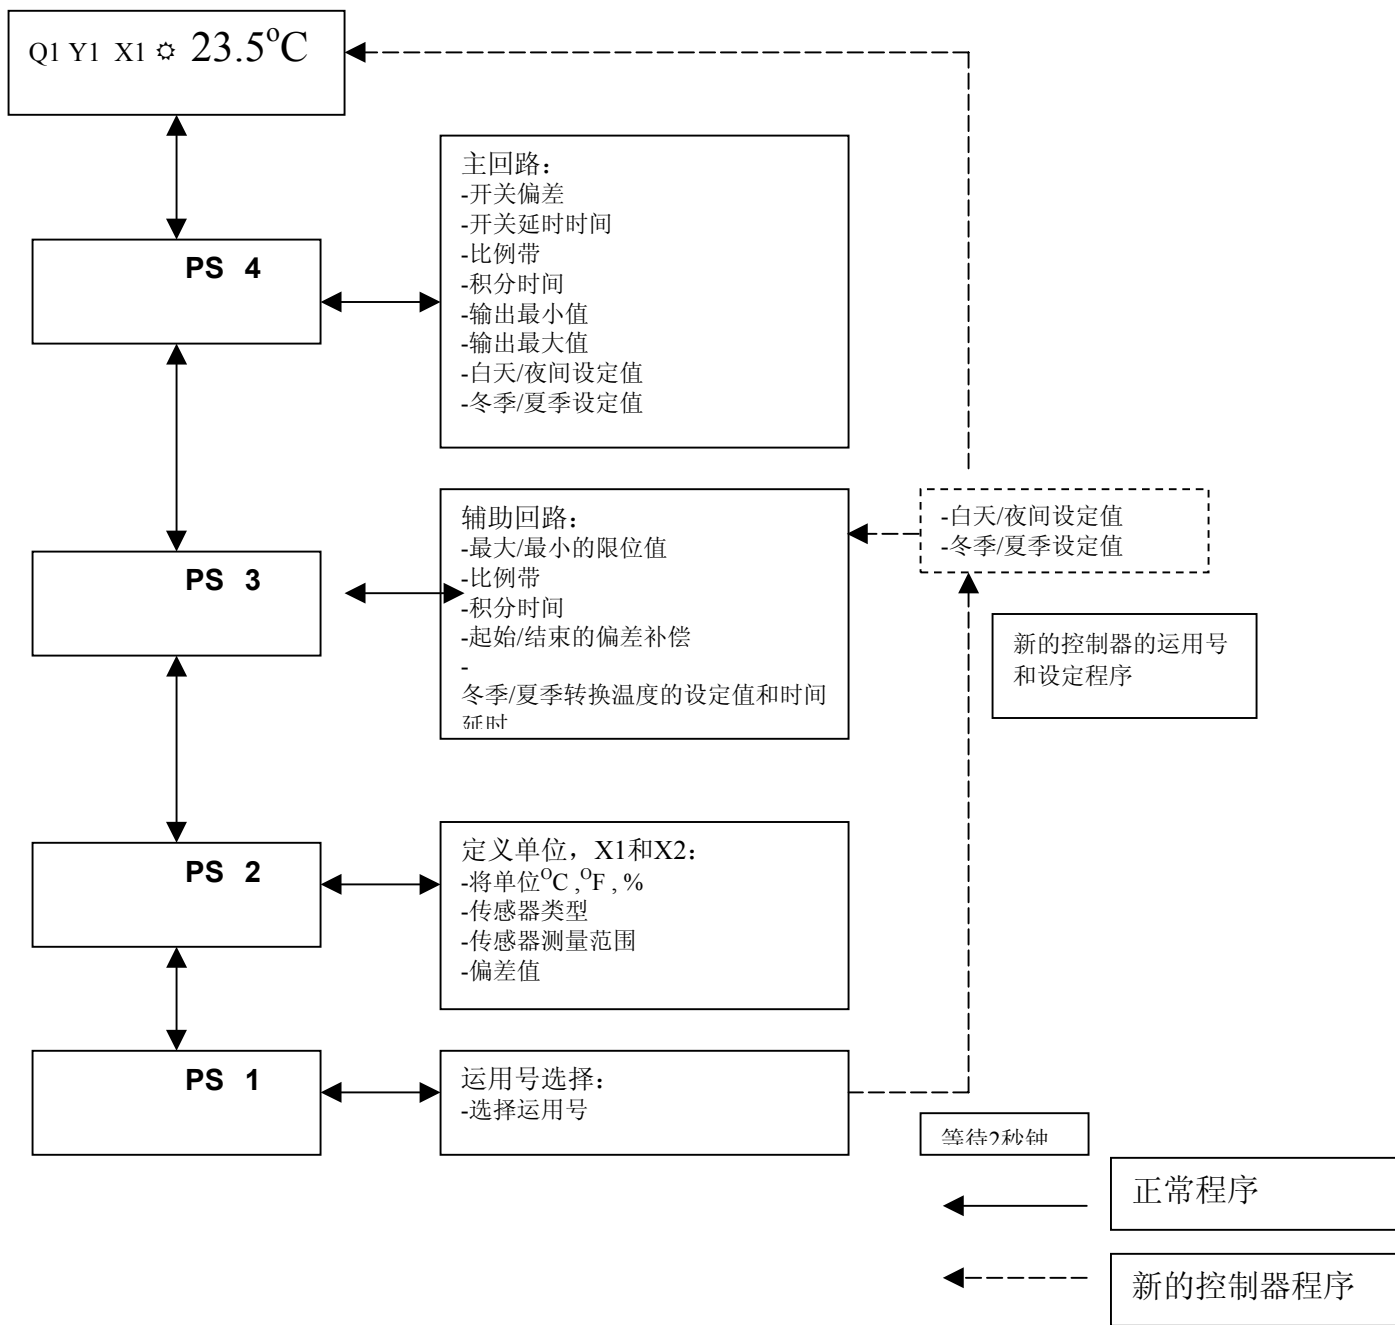 Q1 Y1 X1 ☼ 23.5°C
主回路：
-开关偏差
-开关延时时间
-比例带
-积分时间
-输出最小值
-输出最大值
-白天/夜间设定值
-冬季/夏季设定值
PS 4
辅助回路：
-最大/最小的限位值
-比例带
-积分时间
-起始/结束的偏差补偿
-
冬季/夏季转换温度的设定值和时间
延时
PS 3
-白天/夜间设定值
-冬季/夏季设定值
新的控制器的运用号
和设定程序
PS 2
定义单位，X1和X2：
-将单位°C ,°F , %
-传感器类型
-传感器测量范围
-偏差值
PS 1
运用号选择：
-选择运用号
等待2秒钟
正常程序
新的控制器程序